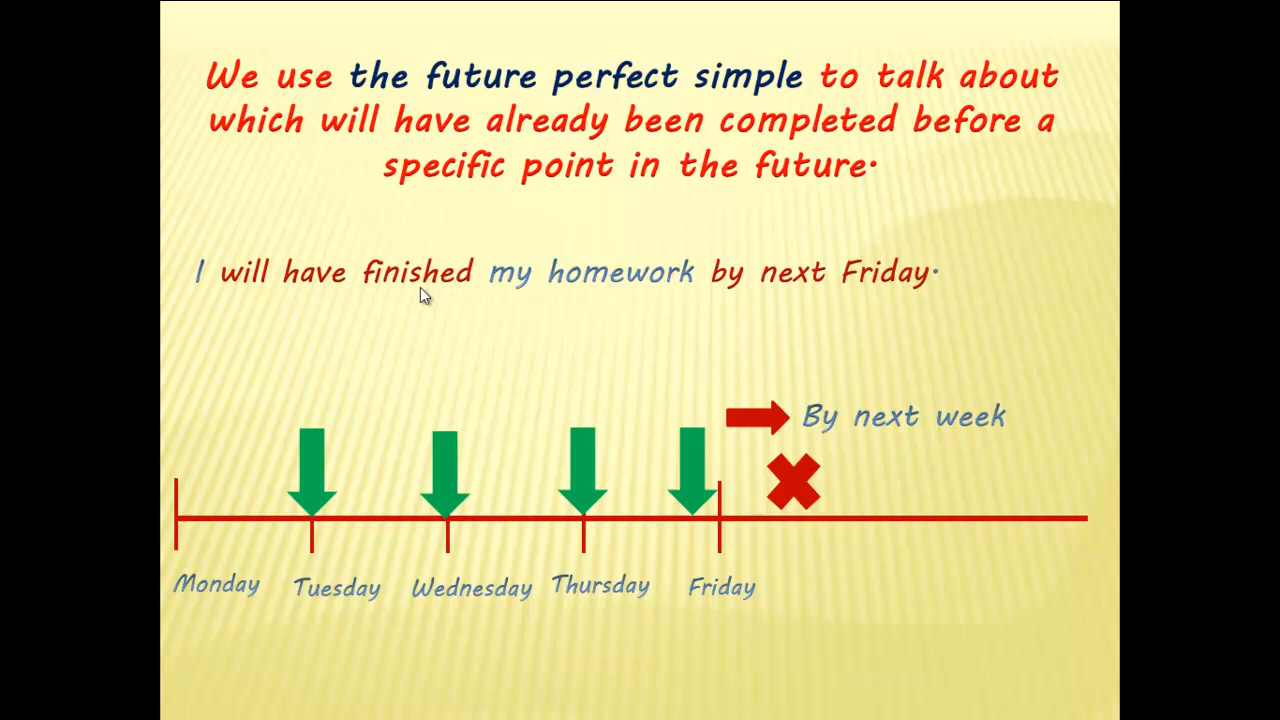 We use the future perfect simple to talk about
which will have already been completed before a
specific point in the future.
I will have finished my homework by next Friday.
By next week
Monday Tuesday Wednesday Thursday Friday